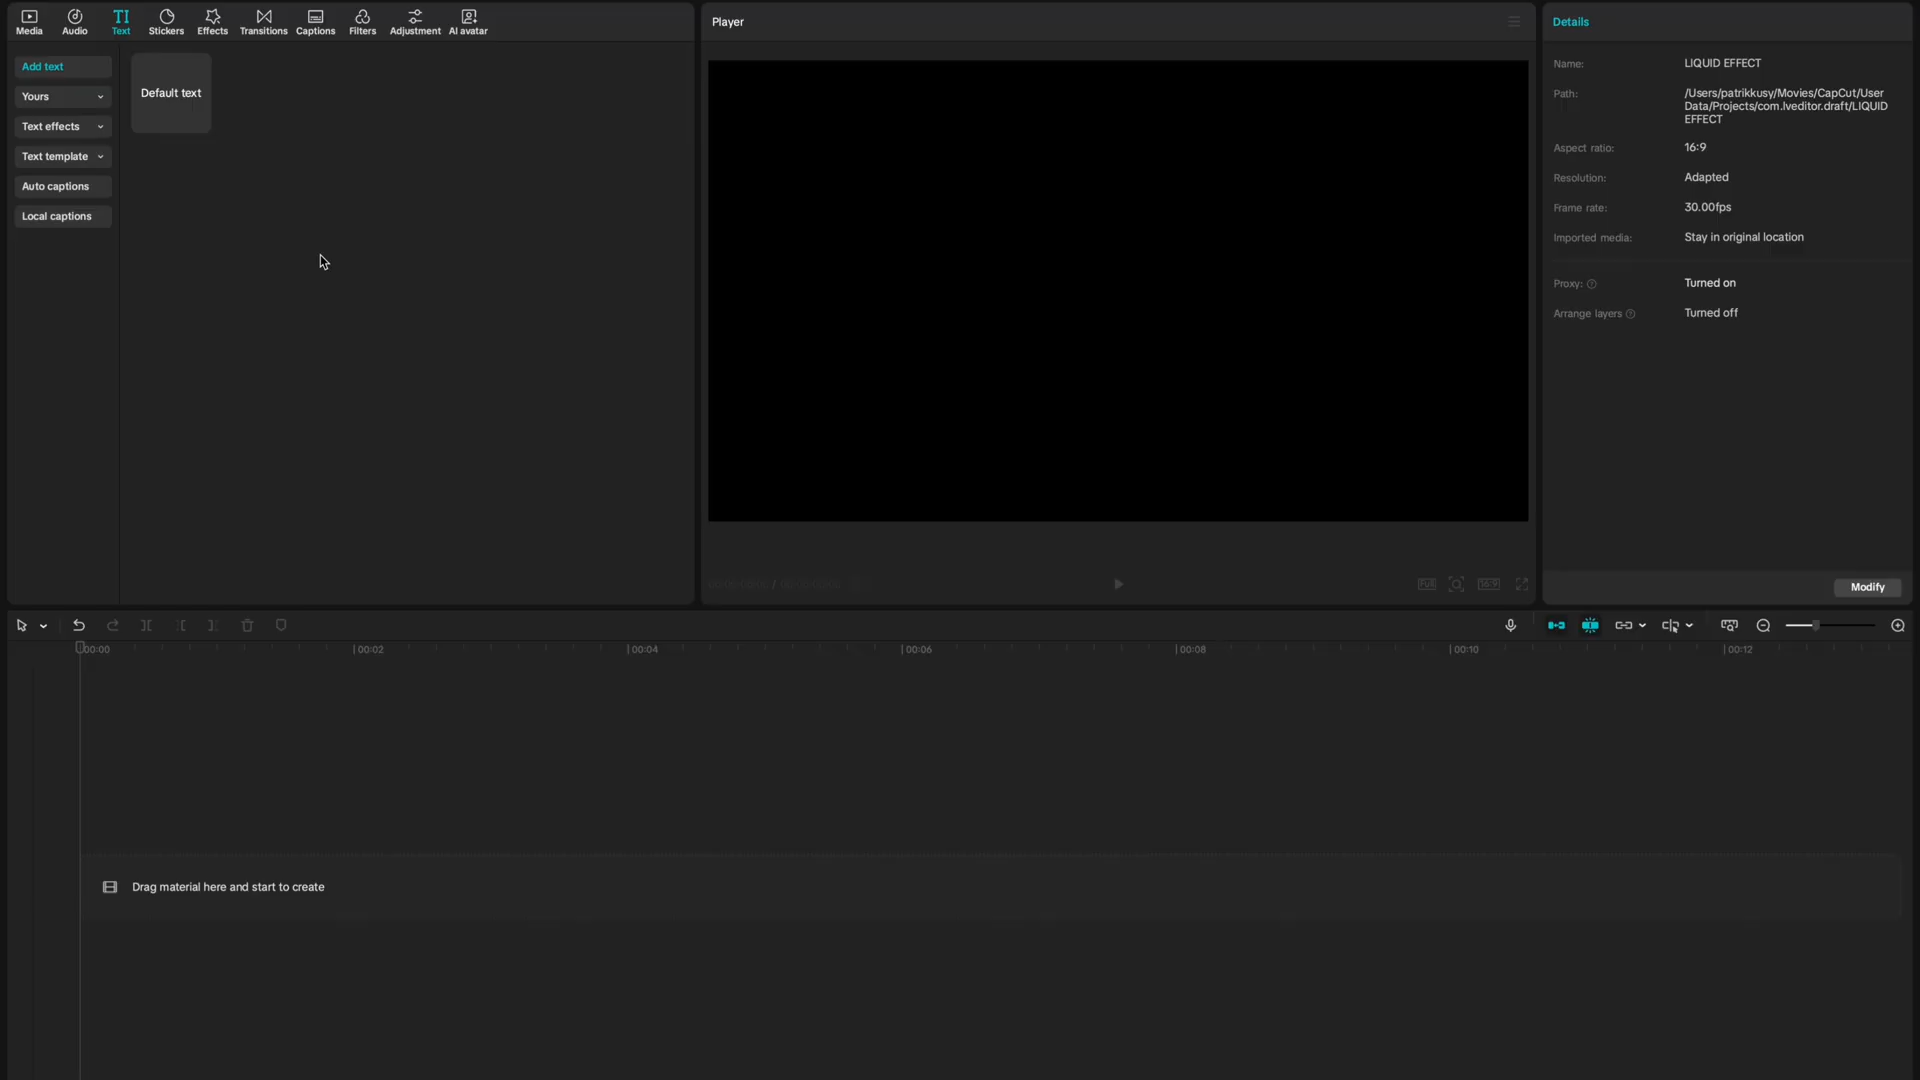 Media Audio Text Stickers Effects Transitions Captions Filters Adjustment AI avatar
Add text
Yours
Text effects
Text template
Auto captions
Local captions
Default text
Player
Details
Name: LIQUID EFFECT
Path: /Users/patrikkusy/Movies/CapCut/User
Data/Projects/com.lveditor.draft/LIQUID
EFFECT
Aspect ratio: 16:9
Resolution: Adapted
Frame rate: 30.00fps
Imported media: Stay in original location
Proxy: Turned on
Arrange layers Turned off
Full 16:9
Modify
00:00 00:02 00:04 00:06 00:08 00:10 00:12
Drag material here and start to create